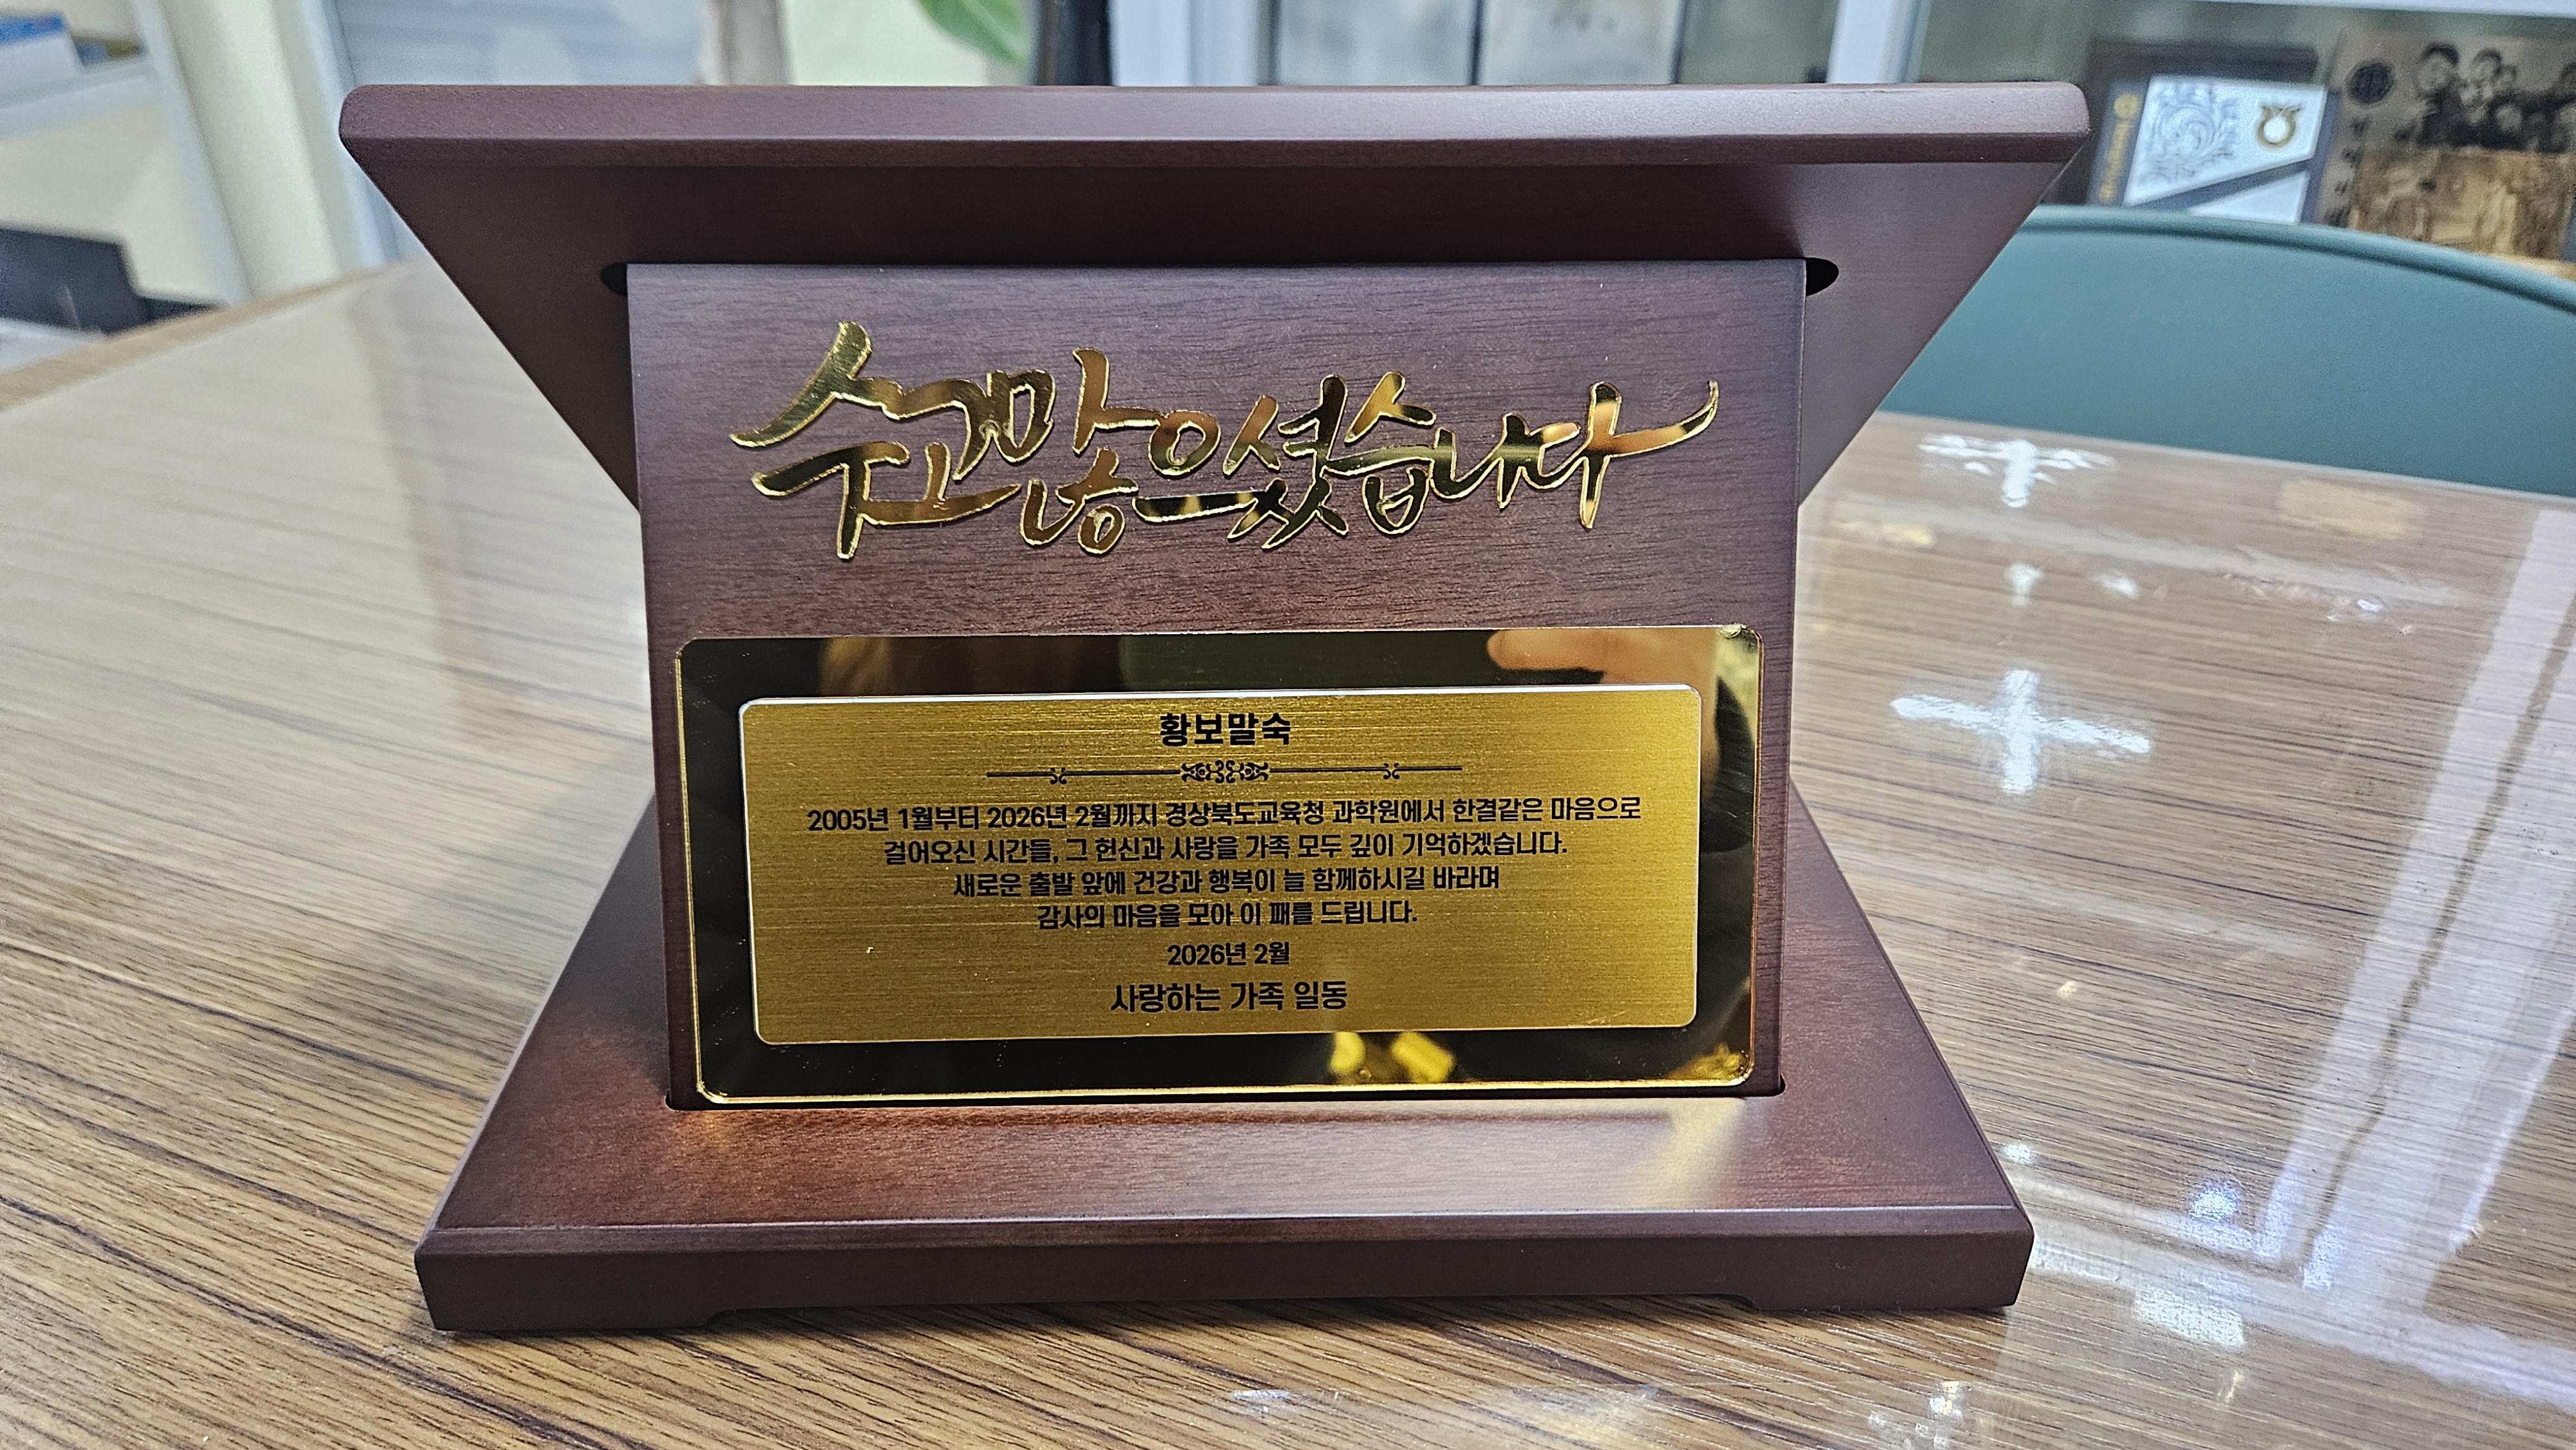 수고많으셨습니다
황보말숙
2005년 1월부터 2026년 2월까지 경상북도교육청 과학원에서 한결같은 마음으로
걸어오신 시간들, 그 헌신과 사랑을 가족 모두 깊이 기억하겠습니다.
새로운 출발 앞에 건강과 행복이 늘 함께하시길 바라며
감사의 마음을 모아 이 패를 드립니다.
2026년 2월
사랑하는 가족 일동